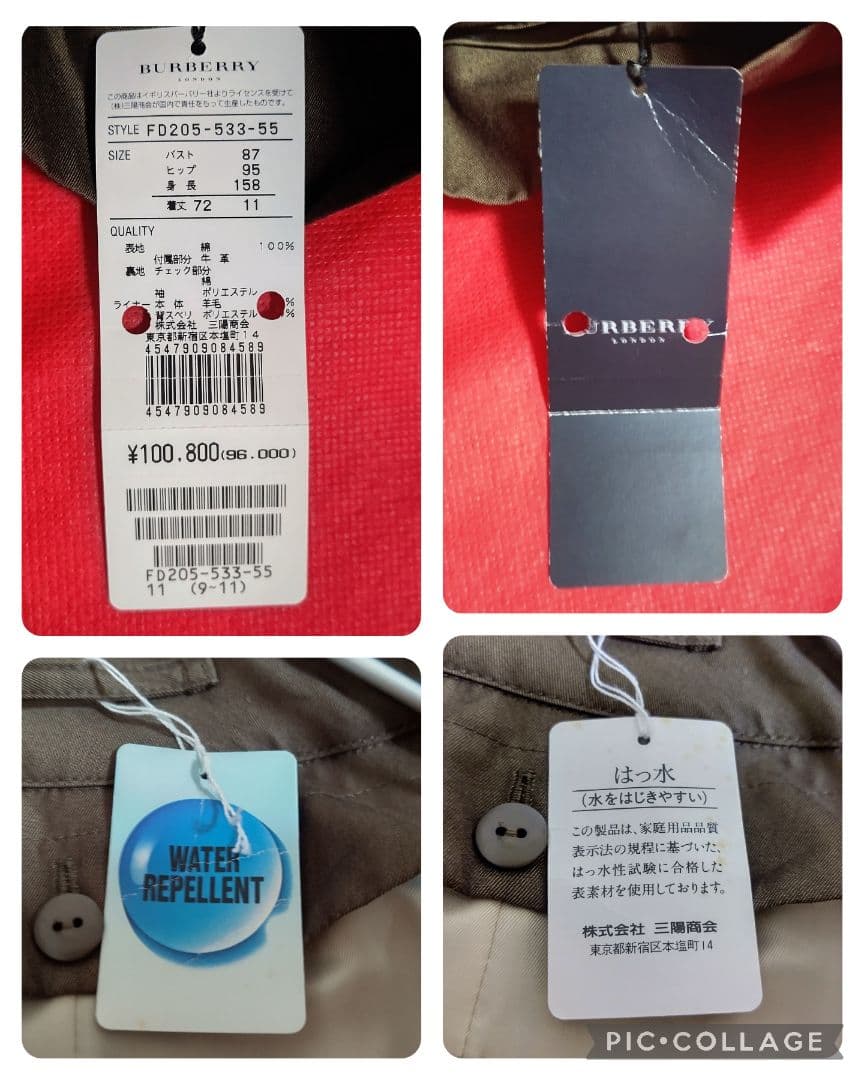 BURBERRY
LONDON
この商品はイギリスバーバリー社よりライセンスを受けて
(株)三陽商会が国内で責任をもって生産したものです。
STYLE FD205-533-55
SIZE バスト 87
ヒップ 95
身長 158
着丈 72 11
QUALITY
表地 綿 100%
付属部分 牛革
裏地 チェック部分
綿
袖 ポリエステル
ライナー 本体 羊毛 %
背スベリ ポリエステル %
株式会社 三陽商会
東京都新宿区本塩町14
4547909084589
4547909084589
¥100.800(96.000)
FD205-533-55
11 (9~11)
URBERRY
LONDON
WATER
REPELLENT
はっ水
(水をはじきやすい)
この製品は、家庭用品品質
表示法の規程に基づいた、
はっ水性試験に合格した
表素材を使用しております。
株式会社 三陽商会
東京都新宿区本塩町14
PIC•COLLAGE